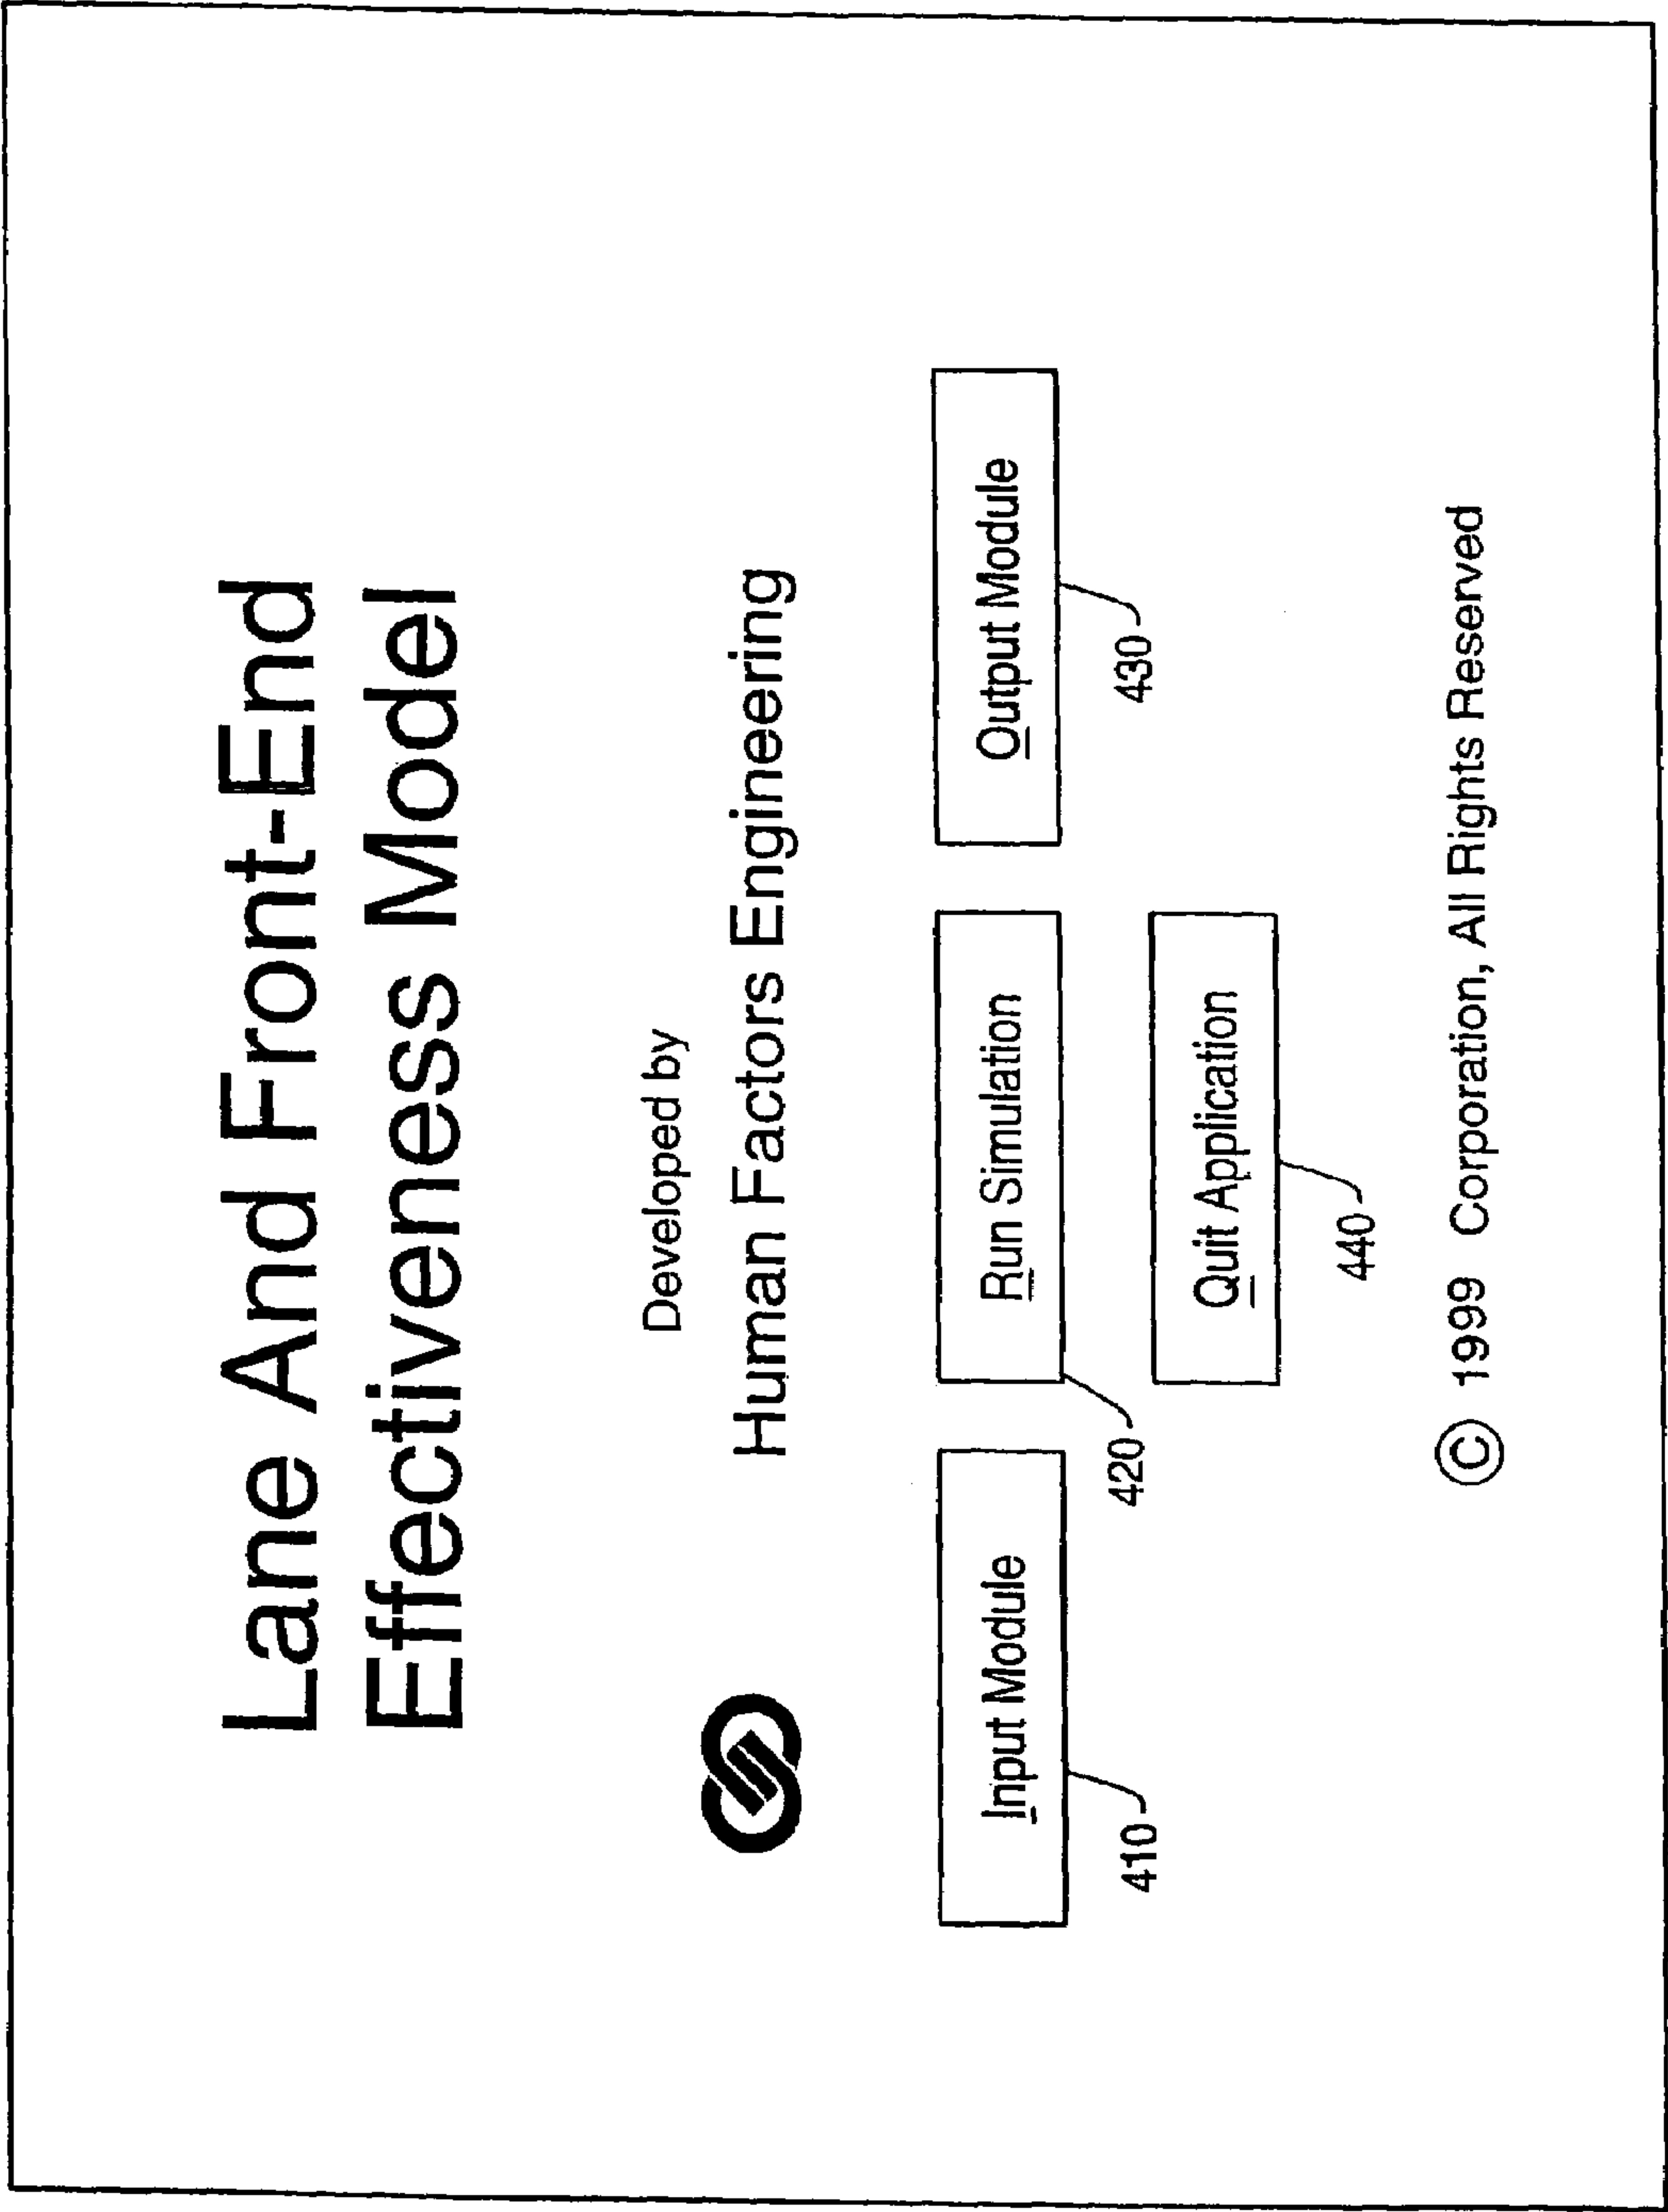 Lane And Front-End
Effectiveness Model
Developed by
Human Factors Engineering
Input Module
Run Simulation
Output Module
410
420
430
Quit Application
440
© 1999 Corporation, All Rights Reserved